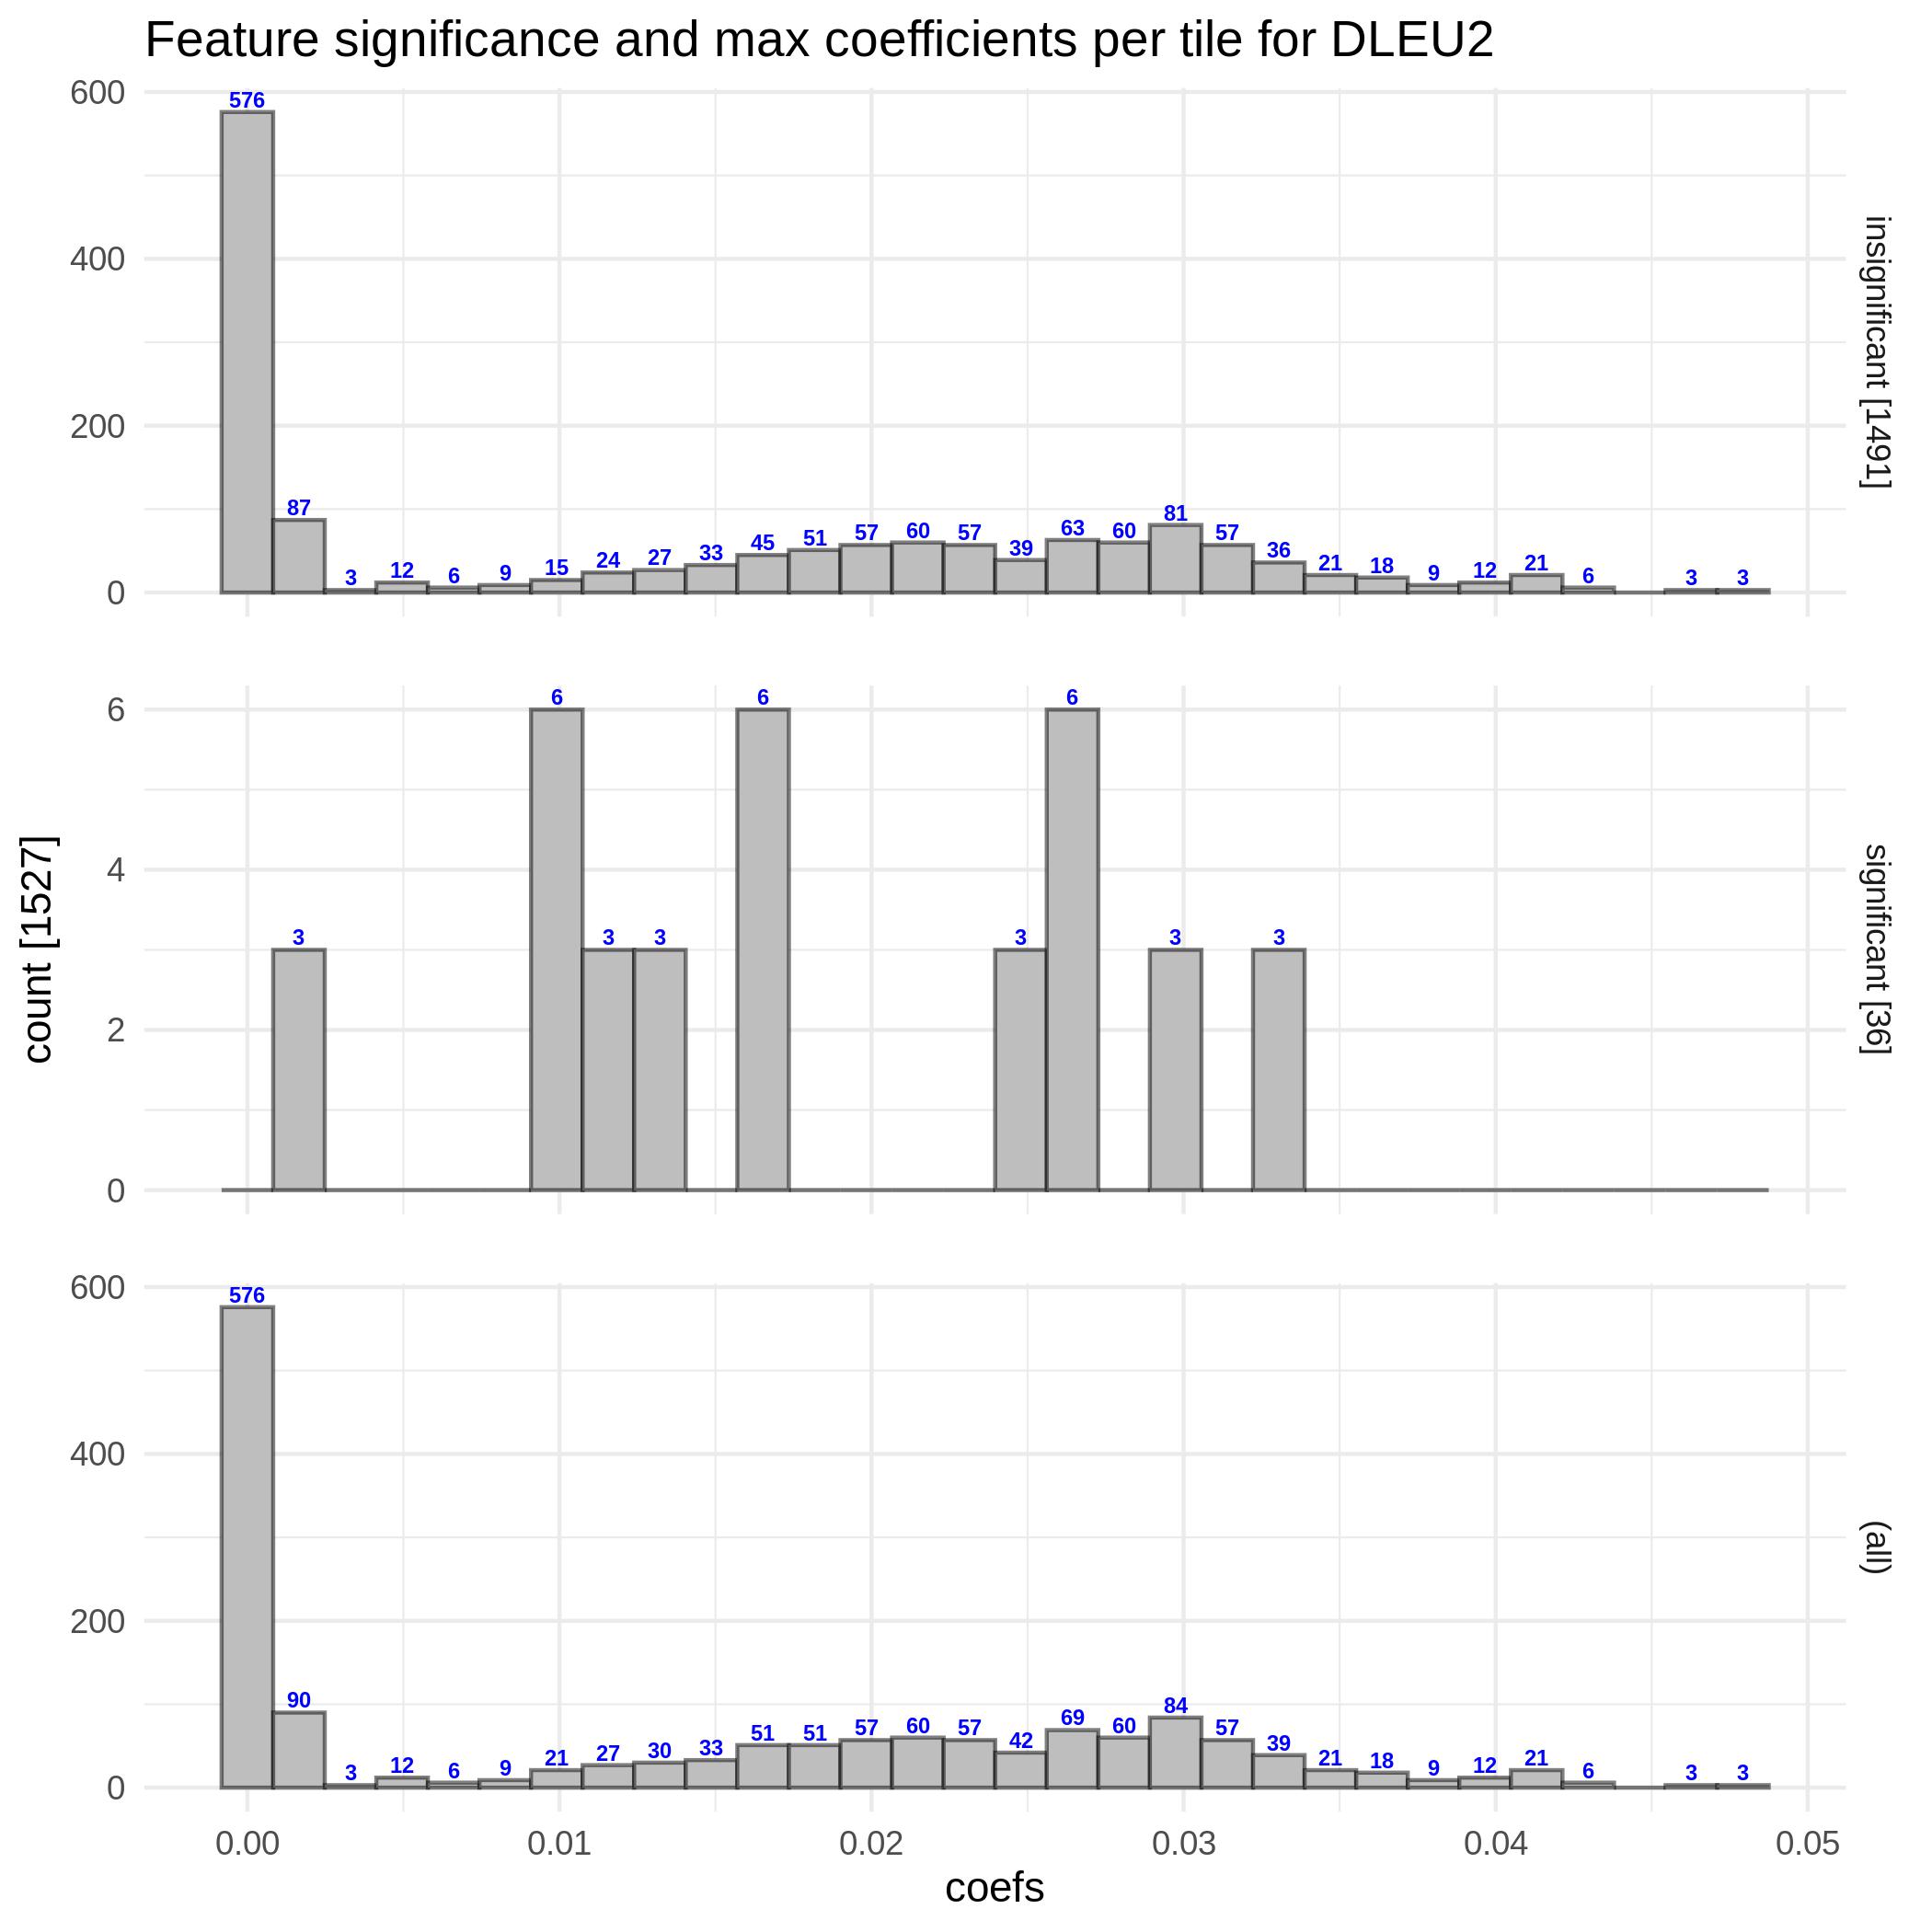 Feature significance and max coefficients per tile for DLEU2
600
400
200
0
576 87 3 12 6 9 15 24 27 33 45 51 57 60 57 39 63 60 81 57 36 21 18 9 12 21 6 3 3
insignificant [1491]
count [1527]
6
4
2
0
3 6 3 3 6 3 6 3 3
significant [36]
600
400
200
0
576 90 3 12 6 9 21 27 30 33 51 51 57 60 57 42 69 60 84 57 39 21 18 9 12 21 6 3 3
(all)
0.00 0.01 0.02 0.03 0.04 0.05
coefs